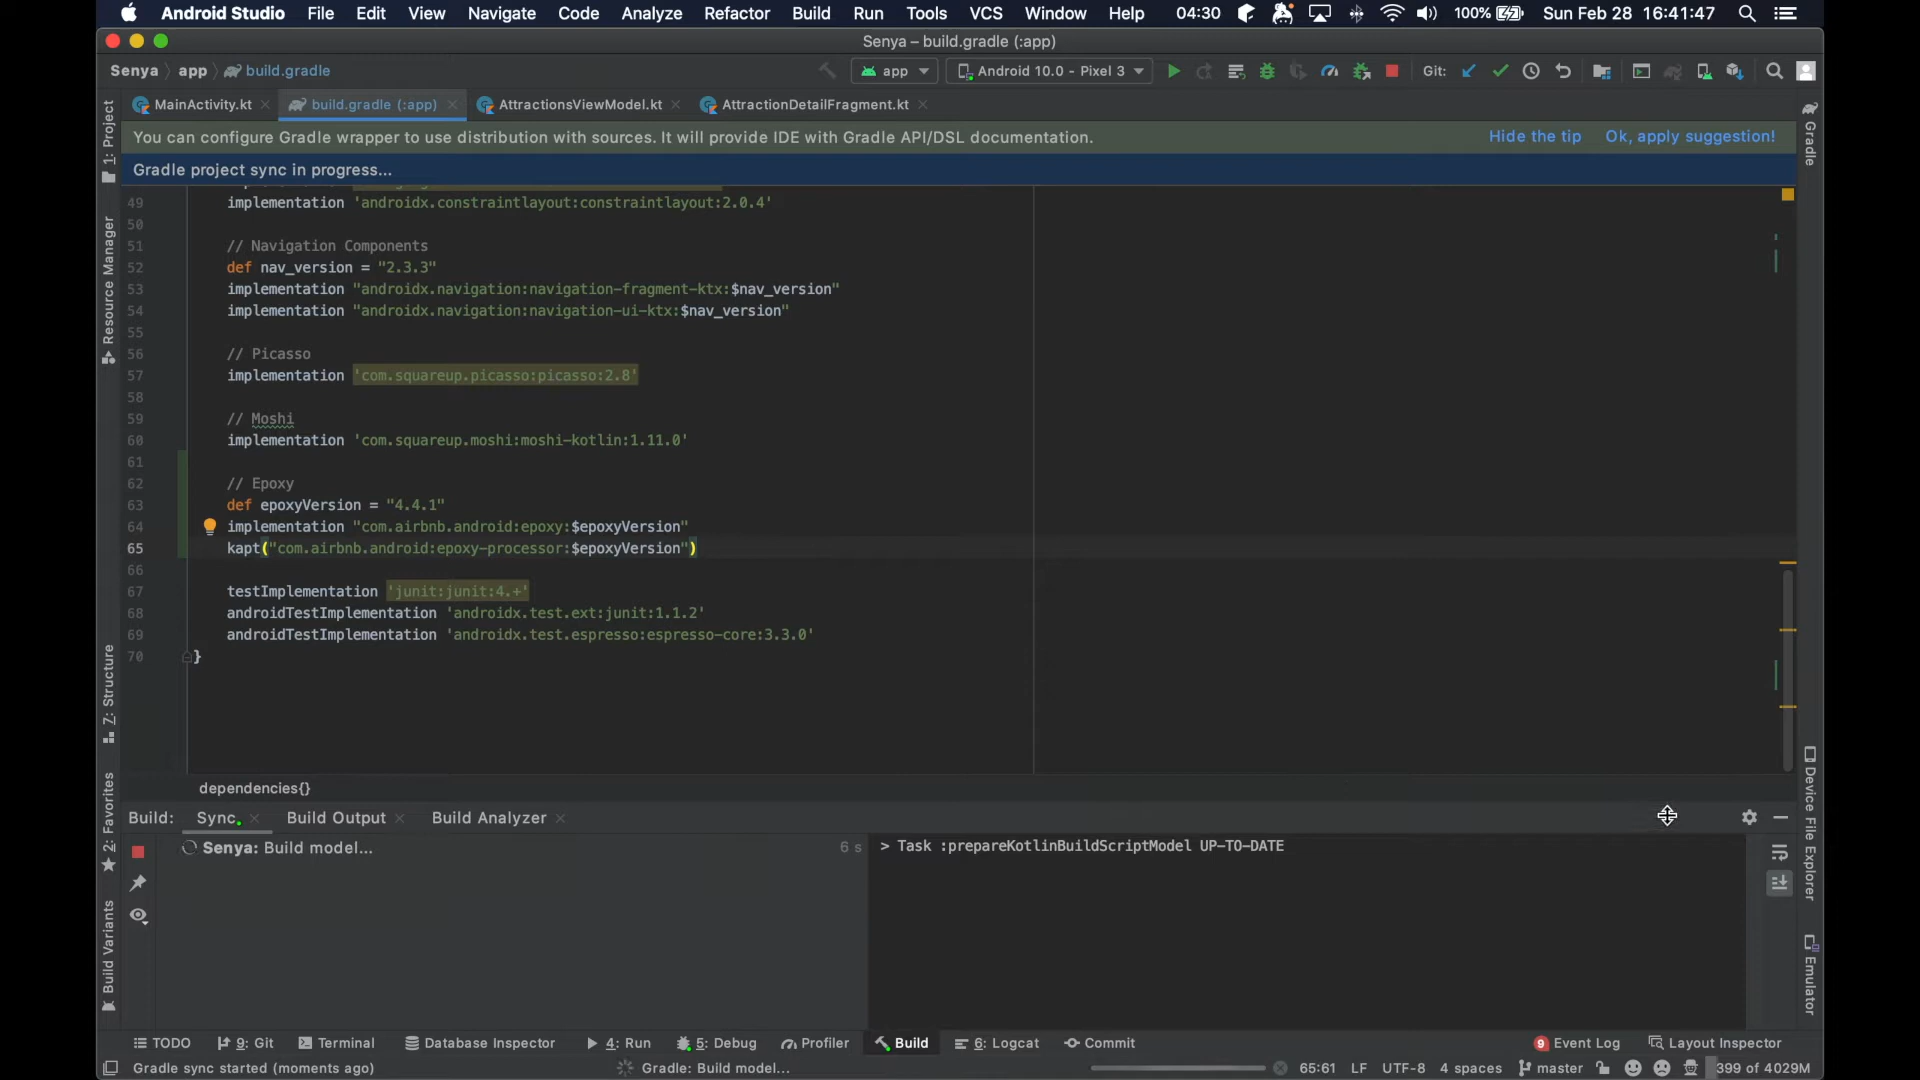 Android Studio File Edit View Navigate Code Analyze Refactor Build Run Tools VCS Window Help 04:30 100% Sun Feb 28 16:41:47
Senya – build.gradle (:app)
Senya app build.gradle app Android 10.0 - Pixel 3 Git:
MainActivity.kt build.gradle (:app) AttractionsViewModel.kt AttractionDetailFragment.kt
You can configure Gradle wrapper to use distribution with sources. It will provide IDE with Gradle API/DSL documentation. Hide the tip Ok, apply suggestion!
Gradle project sync in progress...
49 implementation 'androidx.constraintlayout:constraintlayout:2.0.4'
50
51 // Navigation Components
52 def nav_version = "2.3.3"
53 implementation "androidx.navigation:navigation-fragment-ktx:$nav_version"
54 implementation "androidx.navigation:navigation-ui-ktx:$nav_version"
55
56 // Picasso
57 implementation 'com.squareup.picasso:picasso:2.8'
58
59 // Moshi
60 implementation 'com.squareup.moshi:moshi-kotlin:1.11.0'
61
62 // Epoxy
63 def epoxyVersion = "4.4.1"
64 implementation "com.airbnb.android:epoxy:$epoxyVersion"
65 kapt("com.airbnb.android:epoxy-processor:$epoxyVersion")
66
67 testImplementation 'junit:junit:4.+'
68 androidTestImplementation 'androidx.test.ext:junit:1.1.2'
69 androidTestImplementation 'androidx.test.espresso:espresso-core:3.3.0'
70 }
dependencies{}
Build: Sync Build Output Build Analyzer
Senya: Build model... 6 s
> Task :prepareKotlinBuildScriptModel UP-TO-DATE
TODO 9: Git Terminal Database Inspector 4: Run 5: Debug Profiler Build 6: Logcat Commit 9 Event Log Layout Inspector
Gradle sync started (moments ago) Gradle: Build model... 65:61 LF UTF-8 4 spaces master 399 of 4029M
1: Project
Resource Manager
Z: Structure
2: Favorites
Build Variants
Gradle
Device File Explorer
Emulator